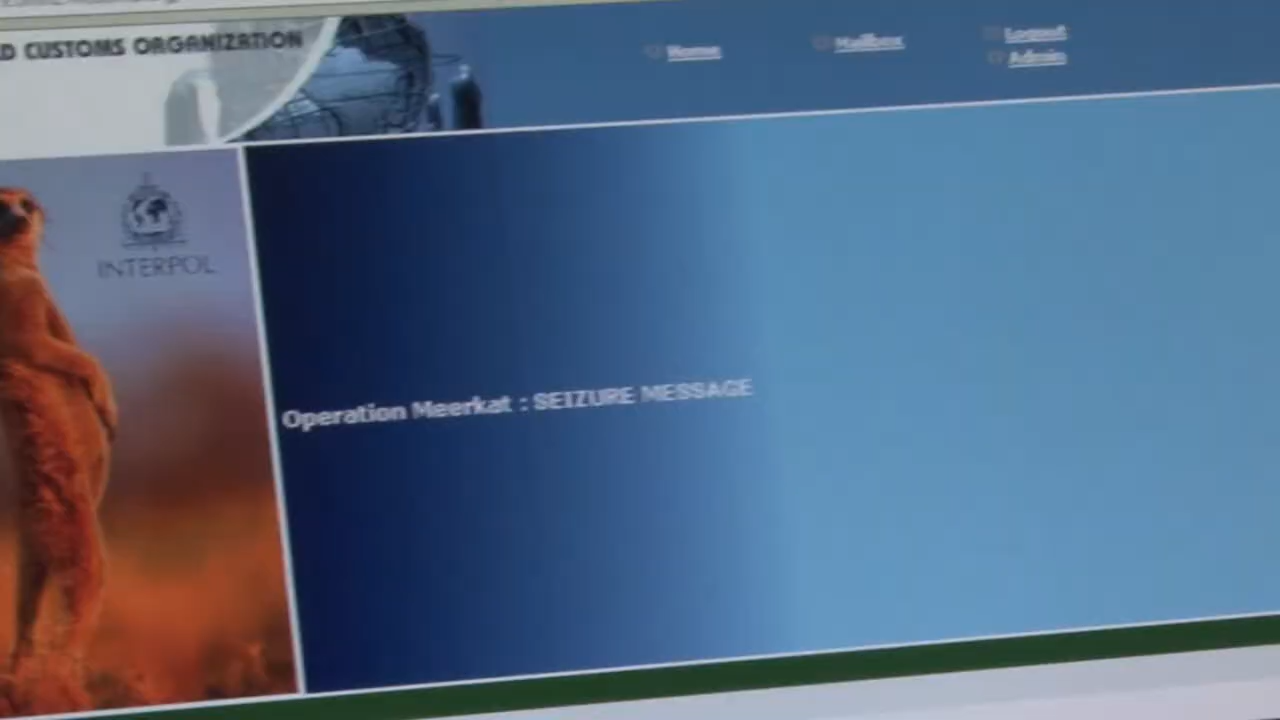 D CUSTOMS ORGANIZATION
Home
Mailbox
Logout
Admin
INTERPOL
Operation Meerkat : SEIZURE MESSAGE